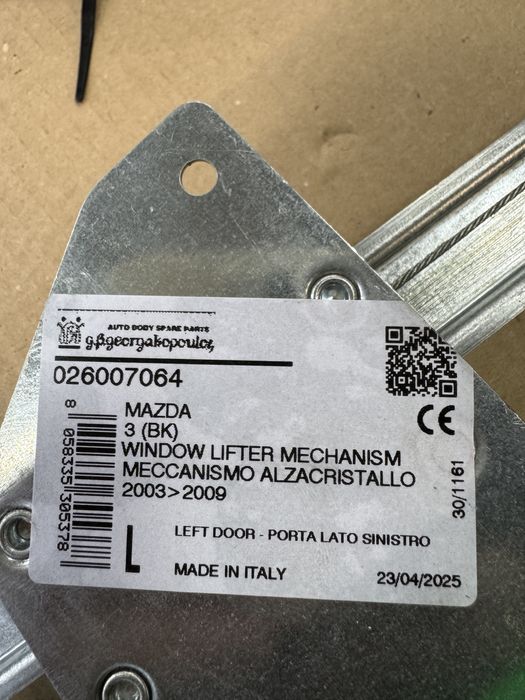 AUTO BODY SPARE PARTS
g.β.georgakopoulos
026007064
MAZDA
3 (BK)
WINDOW LIFTER MECHANISM
MECCANISMO ALZACRISTALLO
2003>2009
LEFT DOOR - PORTA LATO SINISTRO
L
MADE IN ITALY
23/04/2025
8 058335 305378
CE
30/1161